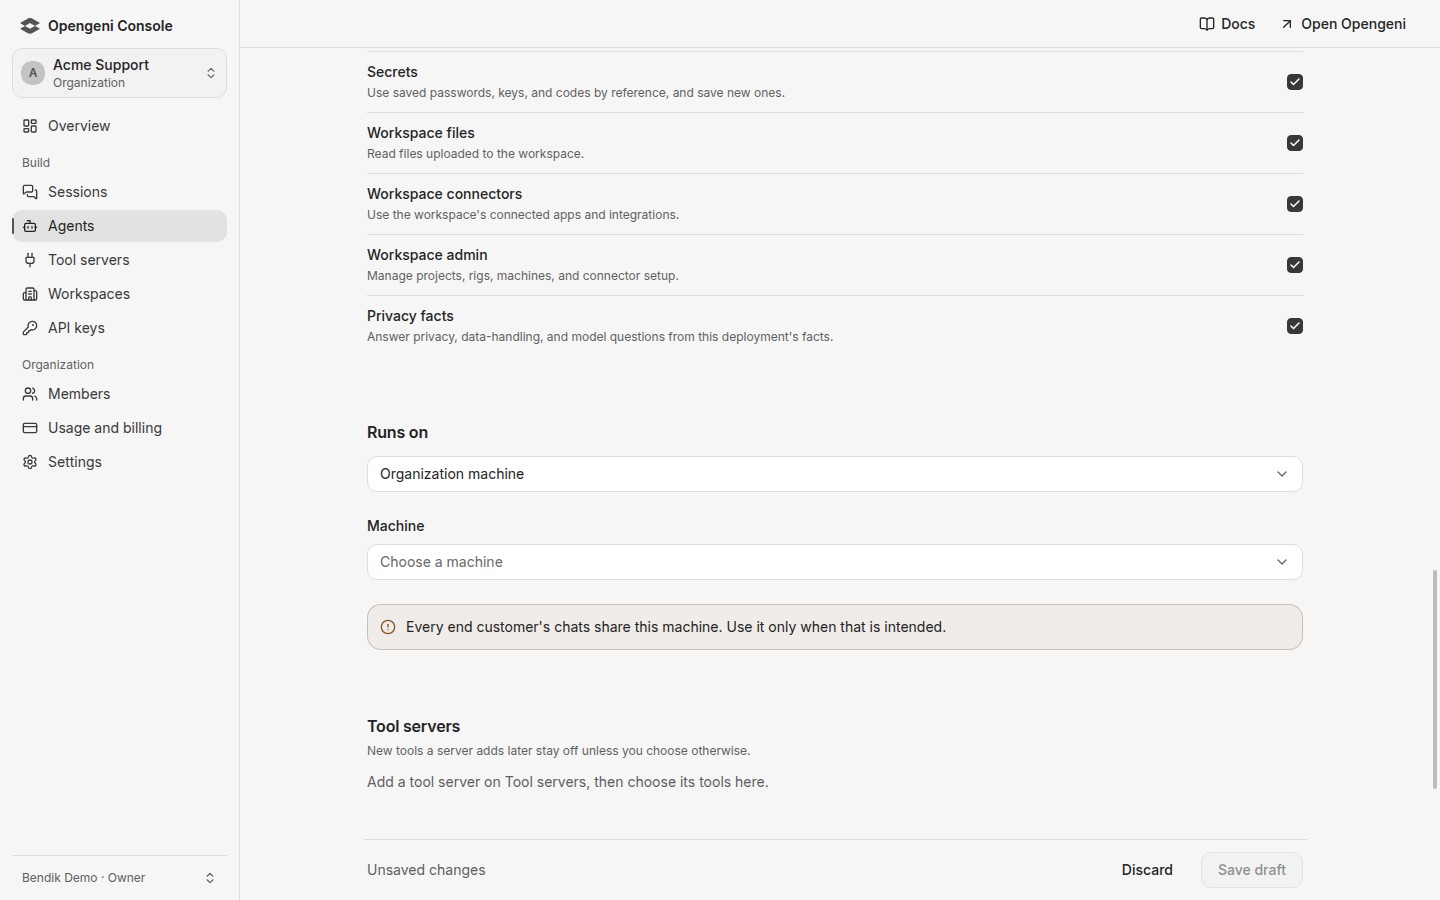 Opengeni Console
A
Acme Support
Organization
Overview
Build
Sessions
Agents
Tool servers
Workspaces
API keys
Organization
Members
Usage and billing
Settings
Bendik Demo · Owner
Docs
Open Opengeni
Secrets
Use saved passwords, keys, and codes by reference, and save new ones.
Workspace files
Read files uploaded to the workspace.
Workspace connectors
Use the workspace's connected apps and integrations.
Workspace admin
Manage projects, rigs, machines, and connector setup.
Privacy facts
Answer privacy, data-handling, and model questions from this deployment's facts.
Runs on
Organization machine
Machine
Choose a machine
Every end customer's chats share this machine. Use it only when that is intended.
Tool servers
New tools a server adds later stay off unless you choose otherwise.
Add a tool server on Tool servers, then choose its tools here.
Unsaved changes
Discard
Save draft